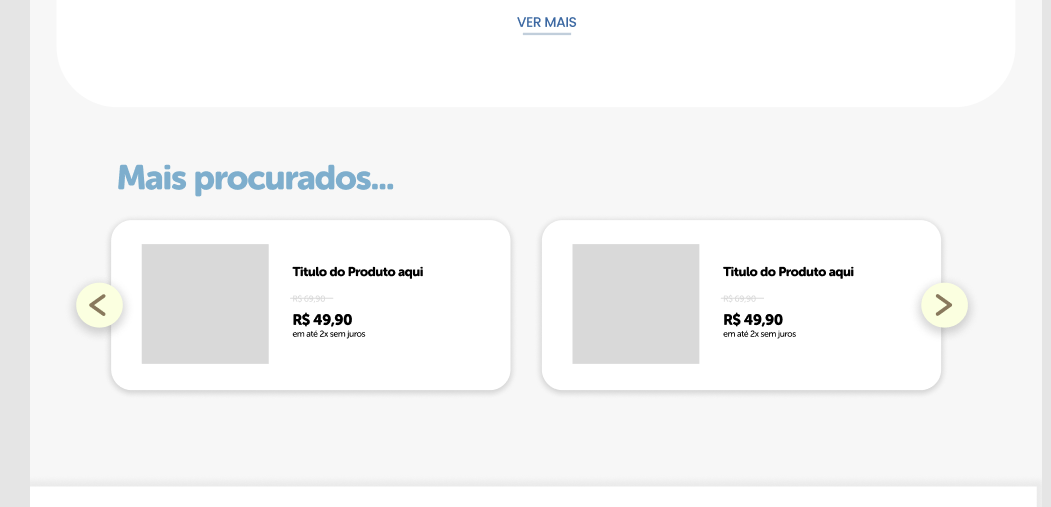 VER MAIS
Mais procurados...
Titulo do Produto aqui
R$ 69,90
R$ 49,90
em até 2x sem juros
Titulo do Produto aqui
R$ 69,90
R$ 49,90
em até 2x sem juros